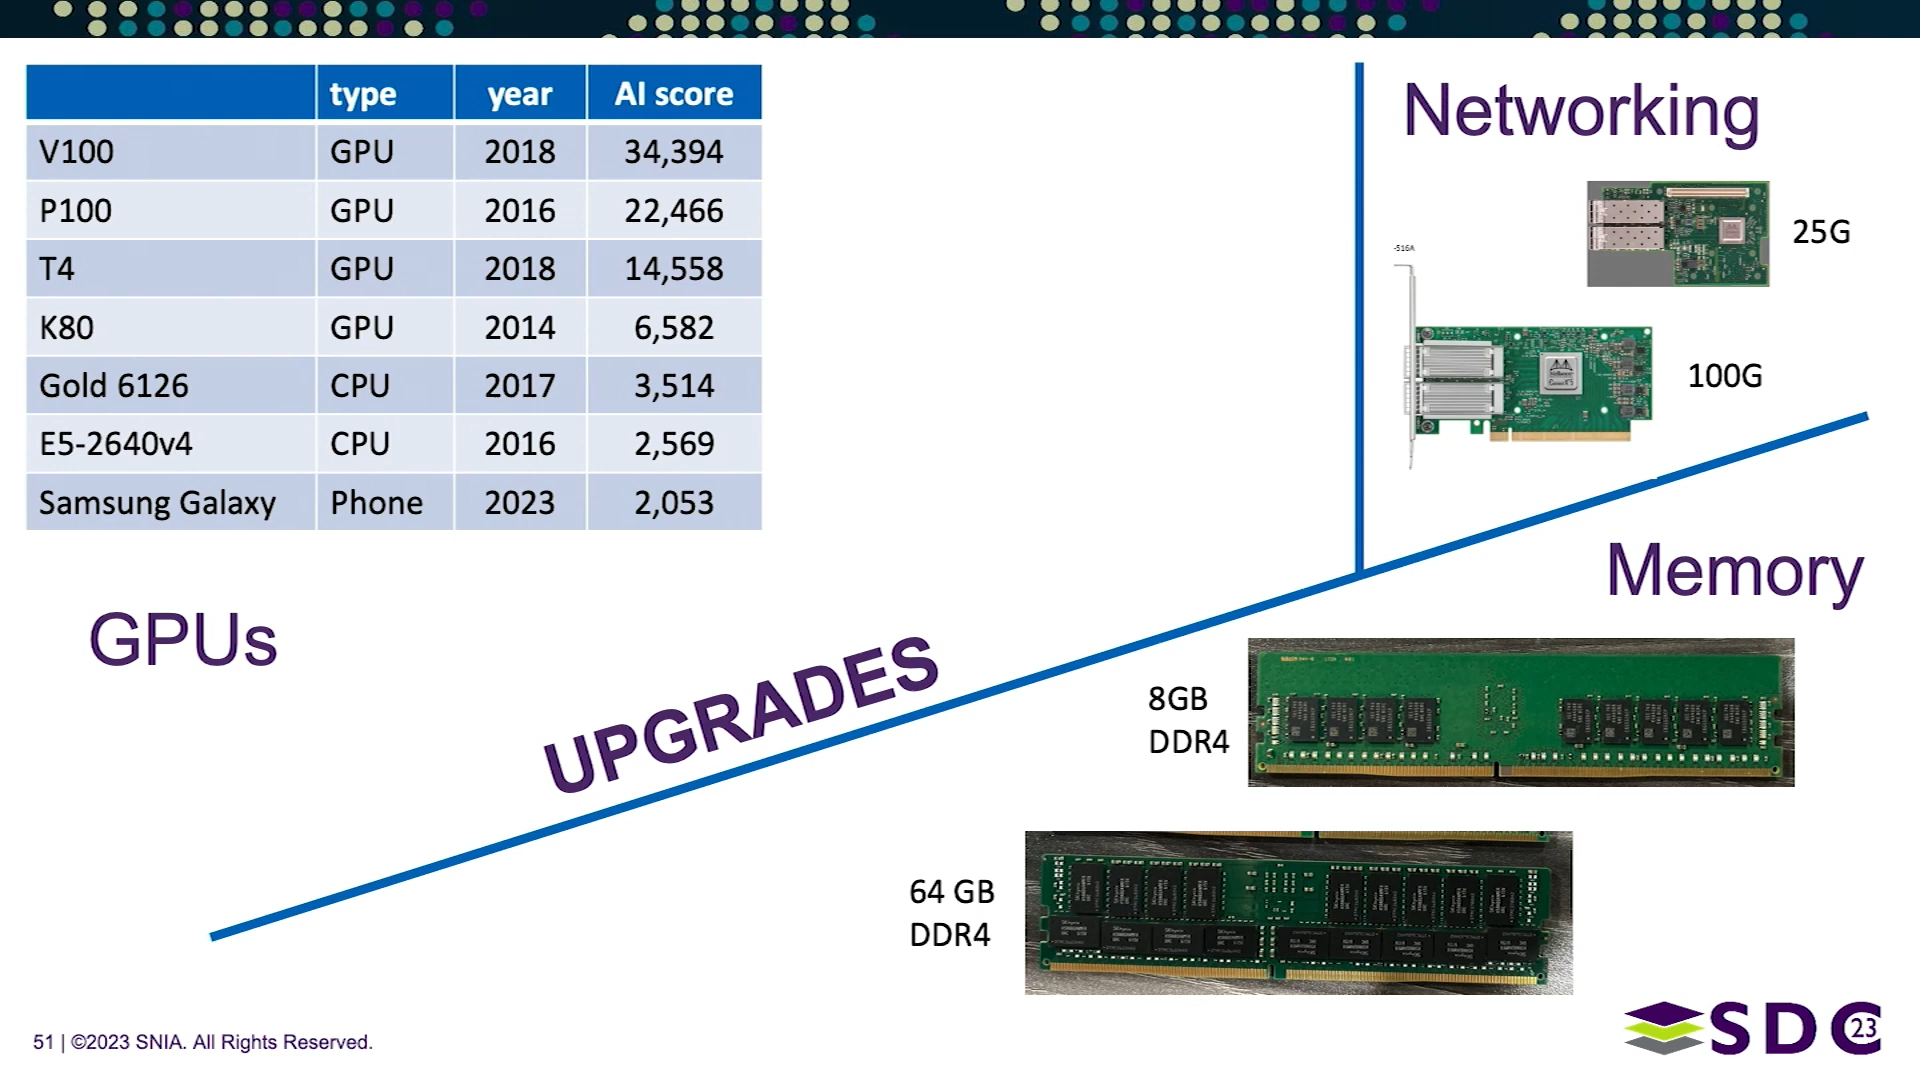 type year AI score
V100 GPU 2018 34,394
P100 GPU 2016 22,466
T4 GPU 2018 14,558
K80 GPU 2014 6,582
Gold 6126 CPU 2017 3,514
E5-2640v4 CPU 2016 2,569
Samsung Galaxy Phone 2023 2,053
GPUs
UPGRADES
Networking
25G
-516A
100G
Memory
8GB
DDR4
64 GB
DDR4
51 | ©2023 SNIA. All Rights Reserved.
SDC 23